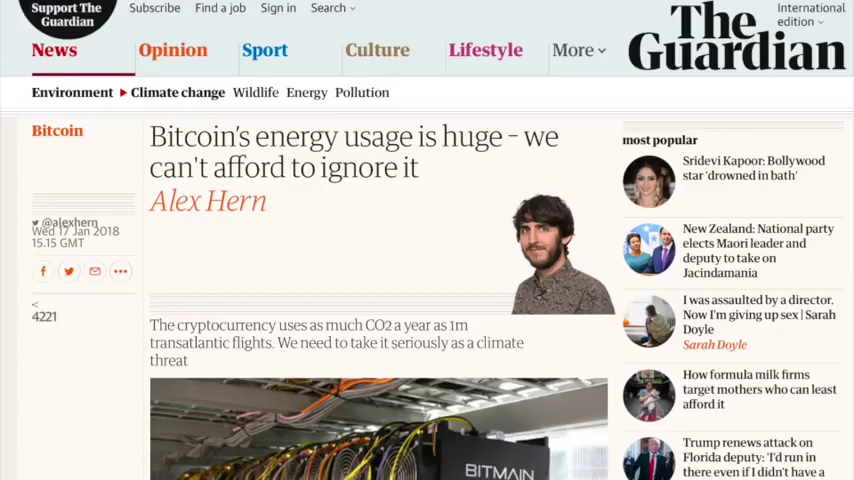 Support The
Guardian
Subscribe Find a job Sign in Search
International
edition
The
Guardian
News Opinion Sport Culture Lifestyle More
Environment Climate change Wildlife Energy Pollution
Bitcoin
Bitcoin's energy usage is huge – we
can't afford to ignore it
Alex Hern
@alexhern
Wed 17 Jan 2018
15.15 GMT
4221
The cryptocurrency uses as much CO2 a year as 1m
transatlantic flights. We need to take it seriously as a climate
threat
BITMAIN
most popular
Sridevi Kapoor: Bollywood
star 'drowned in bath'
New Zealand: National party
elects Maori leader and
deputy to take on
Jacindamania
I was assaulted by a director.
Now I'm giving up sex | Sarah
Doyle
Sarah Doyle
How formula milk firms
target mothers who can least
afford it
Trump renews attack on
Florida deputy: 'I'd run in
there even if I didn't have a